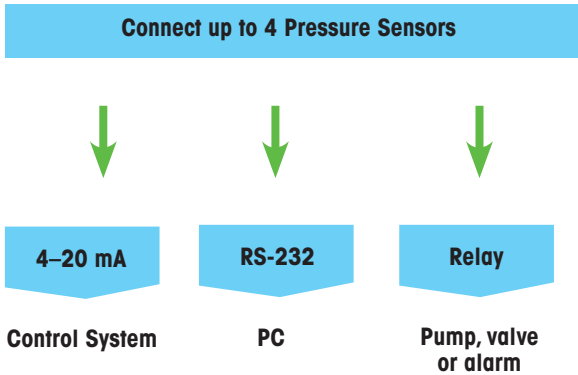 Connect up to 4 Pressure Sensors
4–20 mA
RS-232
Relay
Control System
PC
Pump, valve
or alarm